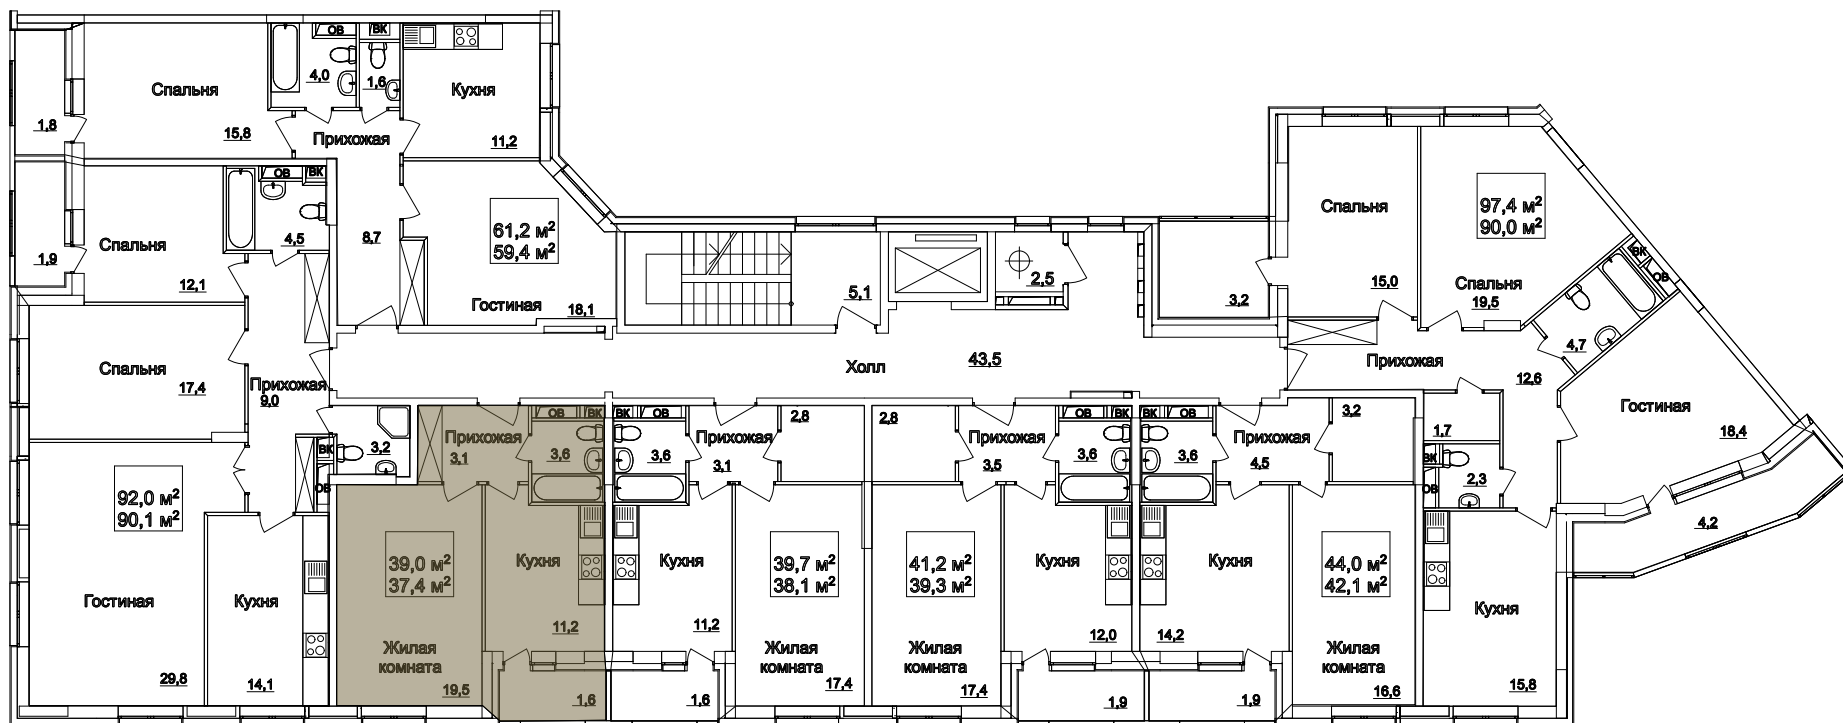 ОВ
ВК
4,0
1,6
Спальня
Кухня
1,8
15,8
Прихожая
11,2
ОВ
ВК
4,5
Спальня
1,9
12,1
8,7
61,2 м²
59,4 м²
Гостиная
18,1
5,1
2,5
3,2
Спальня
15,0
97,4 м²
90,0 м²
Спальня
19,5
ВК
ОВ
4,7
Спальня
17,4
Прихожая
9,0
Холл
43,5
Прихожая
12,6
Гостиная
18,4
3,2
ВК
ОВ
Прихожая
3,1
ОВ
ВК
3,6
ВК
ОВ
3,6
Прихожая
3,1
2,8
2,8
3,5
Прихожая
ОВ
ВК
3,6
ВК
ОВ
3,6
Прихожая
4,5
3,2
1,7
ВК
ОВ
2,3
4,2
92,0 м²
90,1 м²
Гостиная
29,8
Кухня
14,1
39,0 м²
37,4 м²
Жилая
комната
19,5
Кухня
11,2
1,6
Кухня
11,2
1,6
39,7 м²
38,1 м²
Жилая
комната
17,4
41,2 м²
39,3 м²
Жилая
комната
17,4
Кухня
12,0
1,9
Кухня
14,2
1,9
44,0 м²
42,1 м²
Жилая
комната
16,6
Кухня
15,8